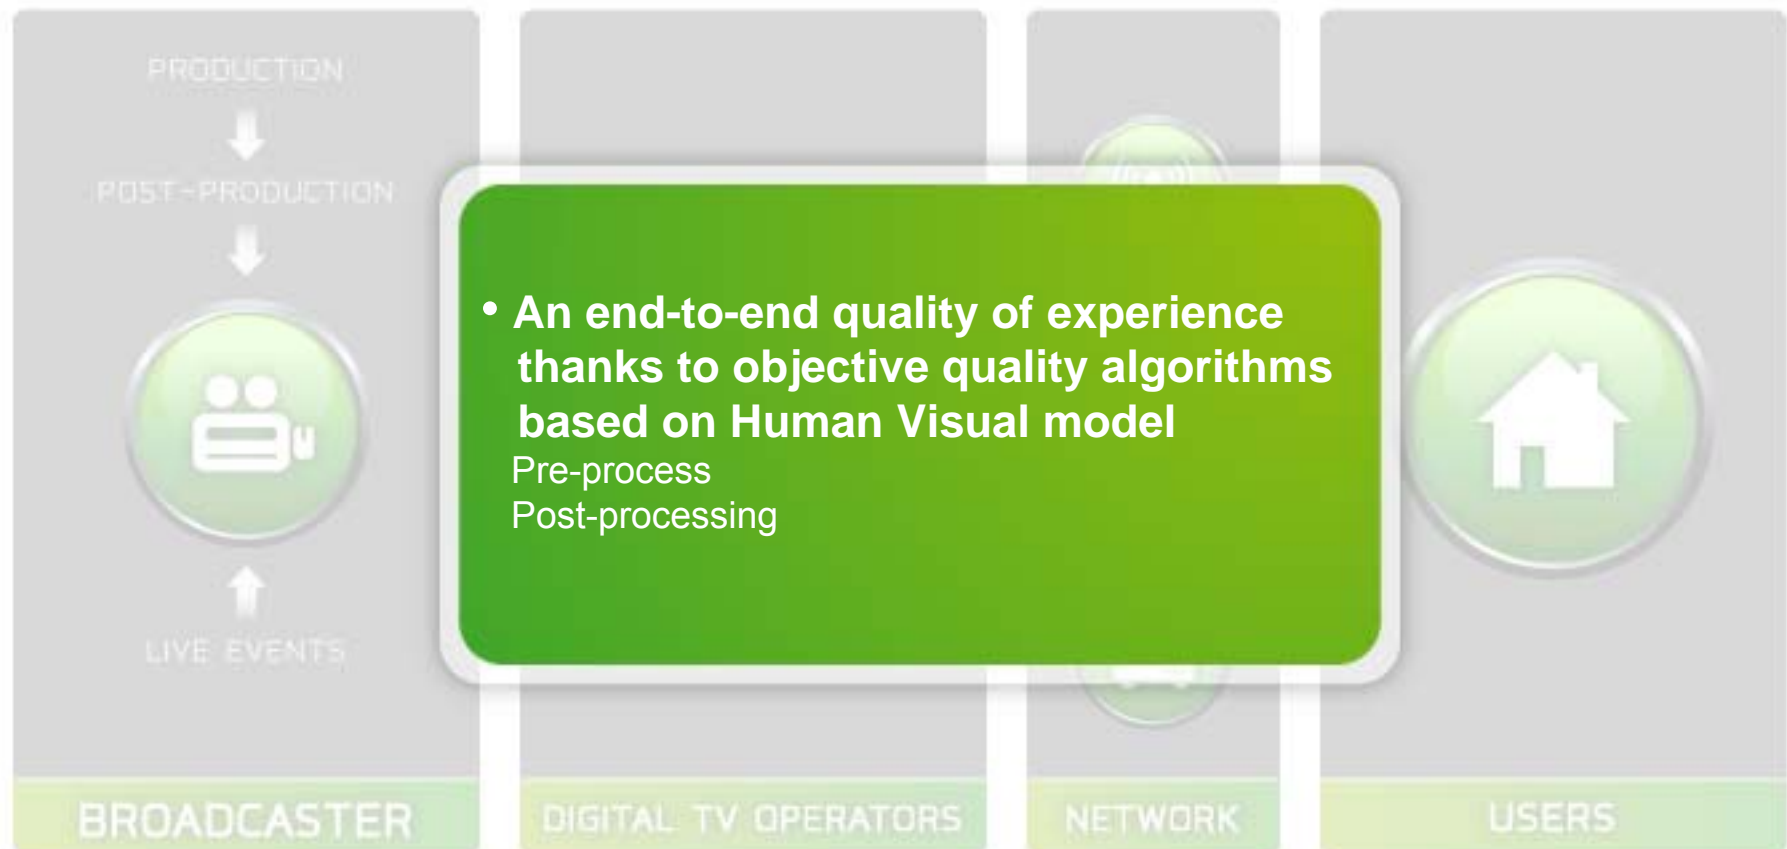 PRODUCTION
POST-PRODUCTION
LIVE EVENTS
• An end-to-end quality of experience
thanks to objective quality algorithms
based on Human Visual model
Pre-process
Post-processing
BROADCASTER
DIGITAL TV OPERATORS
NETWORK
USERS